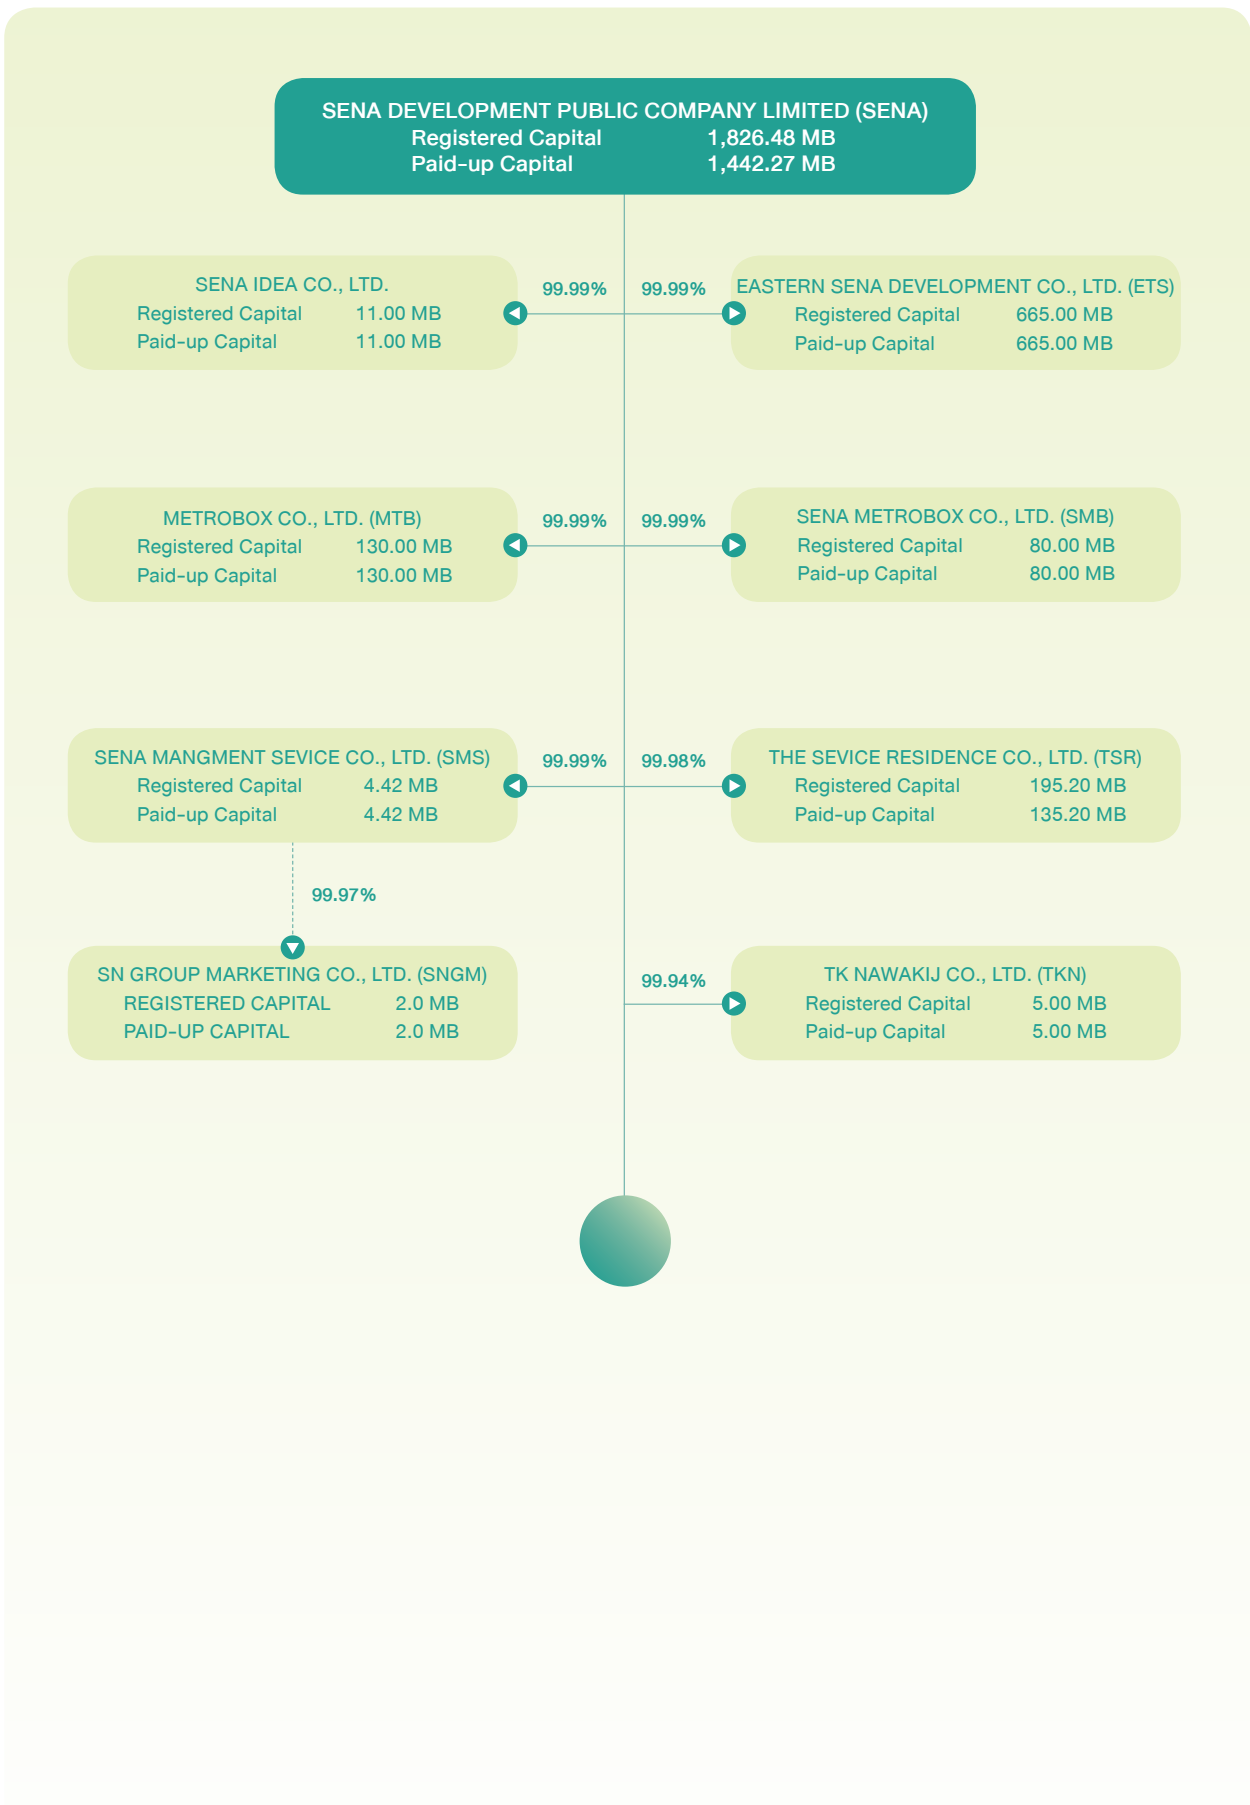 SENA DEVELOPMENT PUBLIC COMPANY LIMITED (SENA)
Registered Capital 1,826.48 MB
Paid-up Capital 1,442.27 MB
SENA IDEA CO., LTD.
Registered Capital 11.00 MB
Paid-up Capital 11.00 MB
99.99%
99.99%
EASTERN SENA DEVELOPMENT CO., LTD. (ETS)
Registered Capital 665.00 MB
Paid-up Capital 665.00 MB
METROBOX CO., LTD. (MTB)
Registered Capital 130.00 MB
Paid-up Capital 130.00 MB
99.99%
99.99%
SENA METROBOX CO., LTD. (SMB)
Registered Capital 80.00 MB
Paid-up Capital 80.00 MB
SENA MANGMENT SEVICE CO., LTD. (SMS)
Registered Capital 4.42 MB
Paid-up Capital 4.42 MB
99.99%
99.98%
THE SEVICE RESIDENCE CO., LTD. (TSR)
Registered Capital 195.20 MB
Paid-up Capital 135.20 MB
99.97%
SN GROUP MARKETING CO., LTD. (SNGM)
REGISTERED CAPITAL 2.0 MB
PAID-UP CAPITAL 2.0 MB
99.94%
TK NAWAKIJ CO., LTD. (TKN)
Registered Capital 5.00 MB
Paid-up Capital 5.00 MB